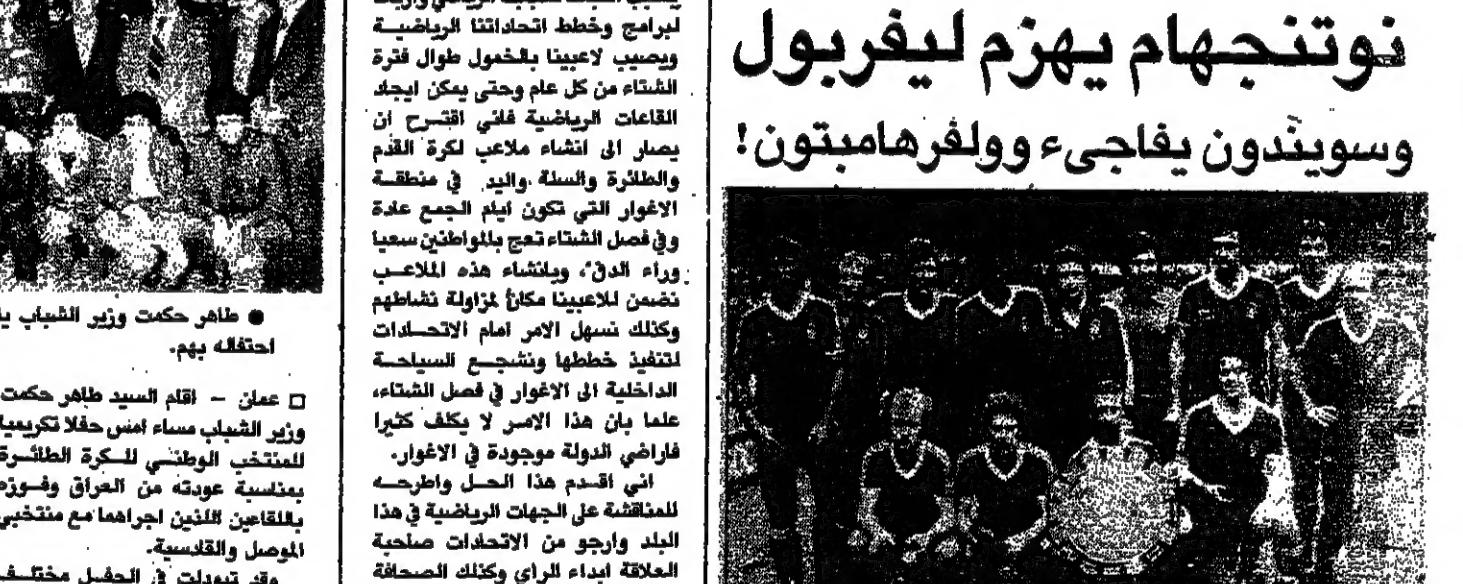 نوتنجهام يهزم ليفربول
وسويندون يفاجىء وولفرهامبتون!
لبرامج وخطط اتحاداتنا الرياضية
ويصيب لاعبينا بالخمول طوال فترة
الشتاء من كل عام وحتى يمكن ايجاد
القاعات الرياضية فاني اقترح ان
يصار الى انشاء ملاعب لكرة القدم
والطائرة والسلة واليد في منطقة
الاغوار التي تكون ايام الجمع عادة
وفي فصل الشتاء تعج بالمواطنين سعيا
وراء الدفء، وبانشاء هذه الملاعب
نضمن للاعبينا مكانا لمزاولة نشاطهم
وكذلك نسهل الامر امام الاتحادات
لتنفيذ خططها ونشجع السياحة
الداخلية الى الاغوار في فصل الشتاء،
علما بان هذا الامر لا يكلف كثيرا
فاراضي الدولة موجودة في الاغوار.
اني اقدم هذا الحل واطرحه
للمناقشة على الجهات الرياضية في هذا
البلد وارجو من الاتحادات صاحبة
العلاقة ابداء الراي وكذلك الصحافة
● طاهر حكمت وزير الشباب
احتفاله بهم.
□ عمان – اقام السيد طاهر حكمت
وزير الشباب مساء امس حفلا تكريميا
للمنتخب الوطني للكرة الطائرة
بمناسبة عودته من العراق وفوزه
باللقاءين اللذين اجراهما مع منتخبي
الموصل والقادسية.
وقد تبودلت في الحفل